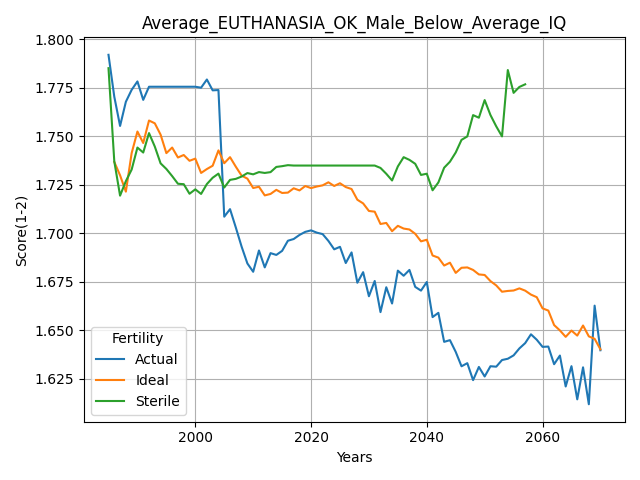 Average_EUTHANASIA_OK_Male_Below_Average_IQ
Score(1-2)
1.800
1.775
1.750
1.725
1.700
1.675
1.650
1.625
Fertility
Actual
Ideal
Sterile
2000 2020 2040 2060
Years